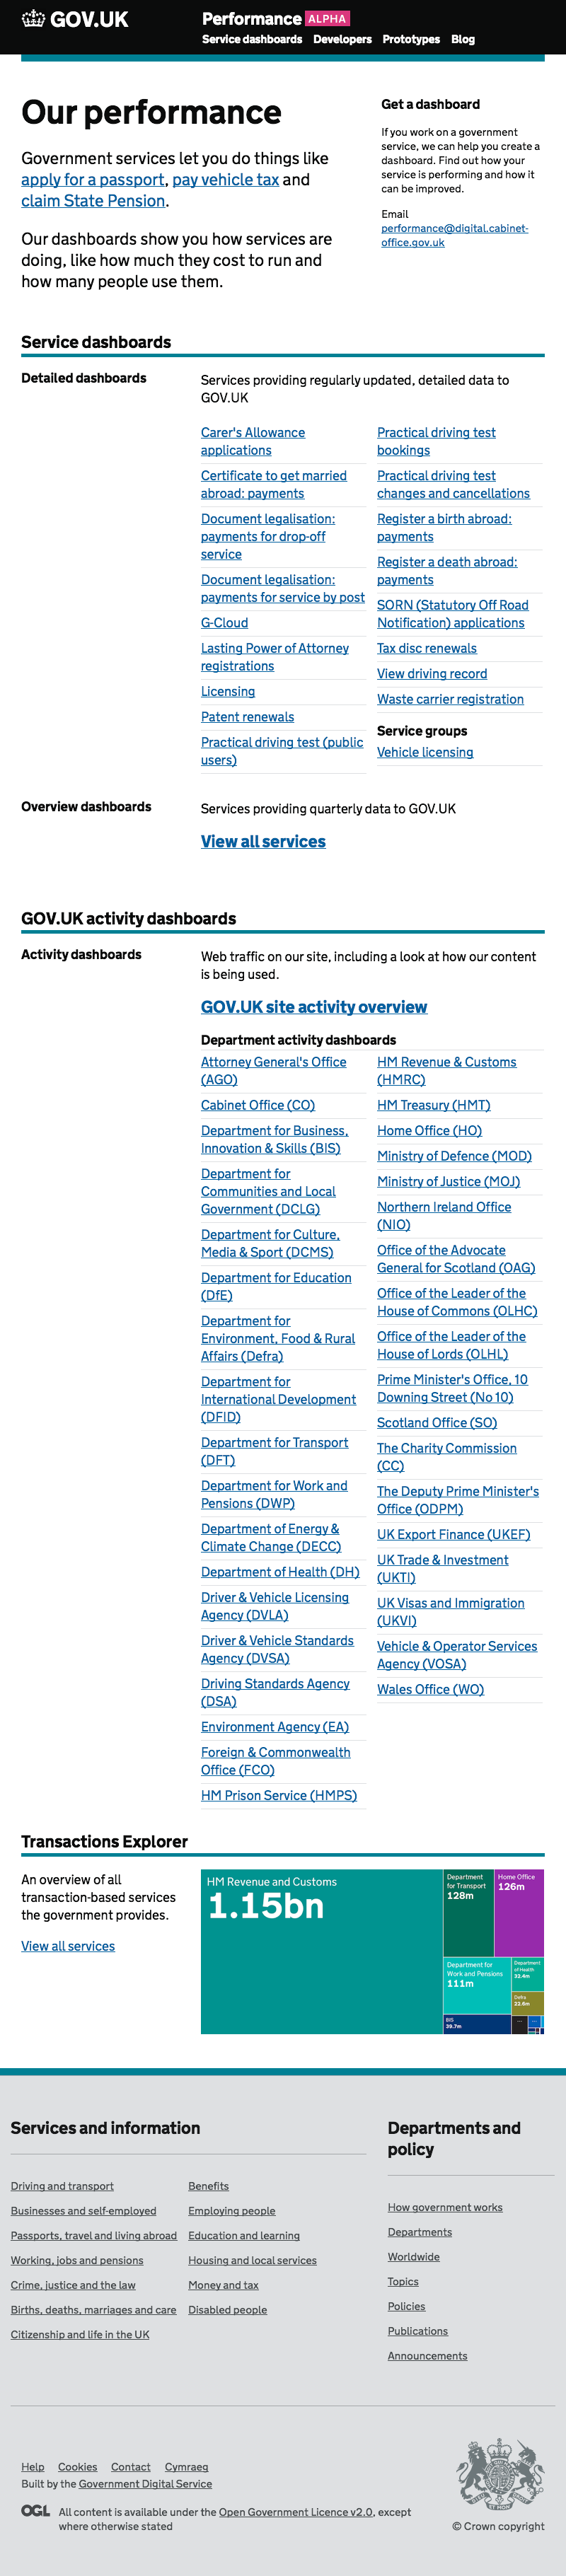 GOV.UK
Performance ALPHA
Service dashboards Developers Prototypes Blog
Our performance
Government services let you do things like
apply for a passport, pay vehicle tax and
claim State Pension.
Our dashboards show you how services are
doing, like how much they cost to run and
how many people use them.
Get a dashboard
If you work on a government
service, we can help you create a
dashboard. Find out how your
service is performing and how it
can be improved.
Email
performance@digital.cabinet-
office.gov.uk
Service dashboards
Detailed dashboards
Services providing regularly updated, detailed data to
GOV.UK
Carer's Allowance
applications
Certificate to get married
abroad: payments
Document legalisation:
payments for drop-off
service
Document legalisation:
payments for service by post
G-Cloud
Lasting Power of Attorney
registrations
Licensing
Patent renewals
Practical driving test (public
users)
Practical driving test
bookings
Practical driving test
changes and cancellations
Register a birth abroad:
payments
Register a death abroad:
payments
SORN (Statutory Off Road
Notification) applications
Tax disc renewals
View driving record
Waste carrier registration
Service groups
Vehicle licensing
Overview dashboards
Services providing quarterly data to GOV.UK
View all services
GOV.UK activity dashboards
Activity dashboards
Web traffic on our site, including a look at how our content
is being used.
GOV.UK site activity overview
Department activity dashboards
Attorney General's Office
(AGO)
Cabinet Office (CO)
Department for Business,
Innovation & Skills (BIS)
Department for
Communities and Local
Government (DCLG)
Department for Culture,
Media & Sport (DCMS)
Department for Education
(DfE)
Department for
Environment, Food & Rural
Affairs (Defra)
Department for
International Development
(DFID)
Department for Transport
(DFT)
Department for Work and
Pensions (DWP)
Department of Energy &
Climate Change (DECC)
Department of Health (DH)
Driver & Vehicle Licensing
Agency (DVLA)
Driver & Vehicle Standards
Agency (DVSA)
Driving Standards Agency
(DSA)
Environment Agency (EA)
Foreign & Commonwealth
Office (FCO)
HM Prison Service (HMPS)
HM Revenue & Customs
(HMRC)
HM Treasury (HMT)
Home Office (HO)
Ministry of Defence (MOD)
Ministry of Justice (MOJ)
Northern Ireland Office
(NIO)
Office of the Advocate
General for Scotland (OAG)
Office of the Leader of the
House of Commons (OLHC)
Office of the Leader of the
House of Lords (OLHL)
Prime Minister's Office, 10
Downing Street (No 10)
Scotland Office (SO)
The Charity Commission
(CC)
The Deputy Prime Minister's
Office (ODPM)
UK Export Finance (UKEF)
UK Trade & Investment
(UKTI)
UK Visas and Immigration
(UKVI)
Vehicle & Operator Services
Agency (VOSA)
Wales Office (WO)
Transactions Explorer
An overview of all
transaction-based services
the government provides.
View all services
HM Revenue and Customs
1.15bn
Department
for Transport
128m
Home Office
126m
Department for
Work and Pensions
111m
Department
of Health
32.4m
Defra
22.6m
BIS
39.7m
Services and information
Driving and transport
Businesses and self-employed
Passports, travel and living abroad
Working, jobs and pensions
Crime, justice and the law
Births, deaths, marriages and care
Citizenship and life in the UK
Benefits
Employing people
Education and learning
Housing and local services
Money and tax
Disabled people
Departments and
policy
How government works
Departments
Worldwide
Topics
Policies
Publications
Announcements
Help Cookies Contact Cymraeg
Built by the Government Digital Service
OGL All content is available under the Open Government Licence v2.0, except
where otherwise stated
© Crown copyright